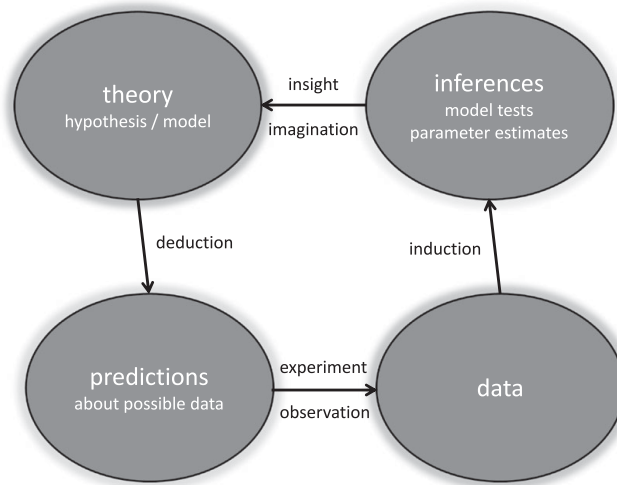 theory
hypothesis / model
insight
imagination
inferences
model tests
parameter estimates
deduction
induction
predictions
about possible data
experiment
observation
data